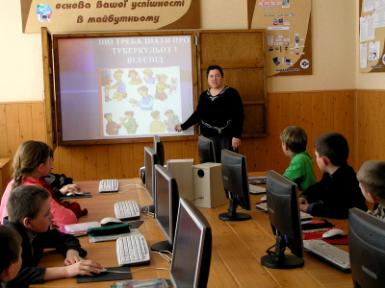 основа Вашої успішності
в майбутньому
ЩО ТРЕБА ЗНАТИ ПРО
ТУБЕРКУЛЬОЗ І
ВІЛ/СНІД